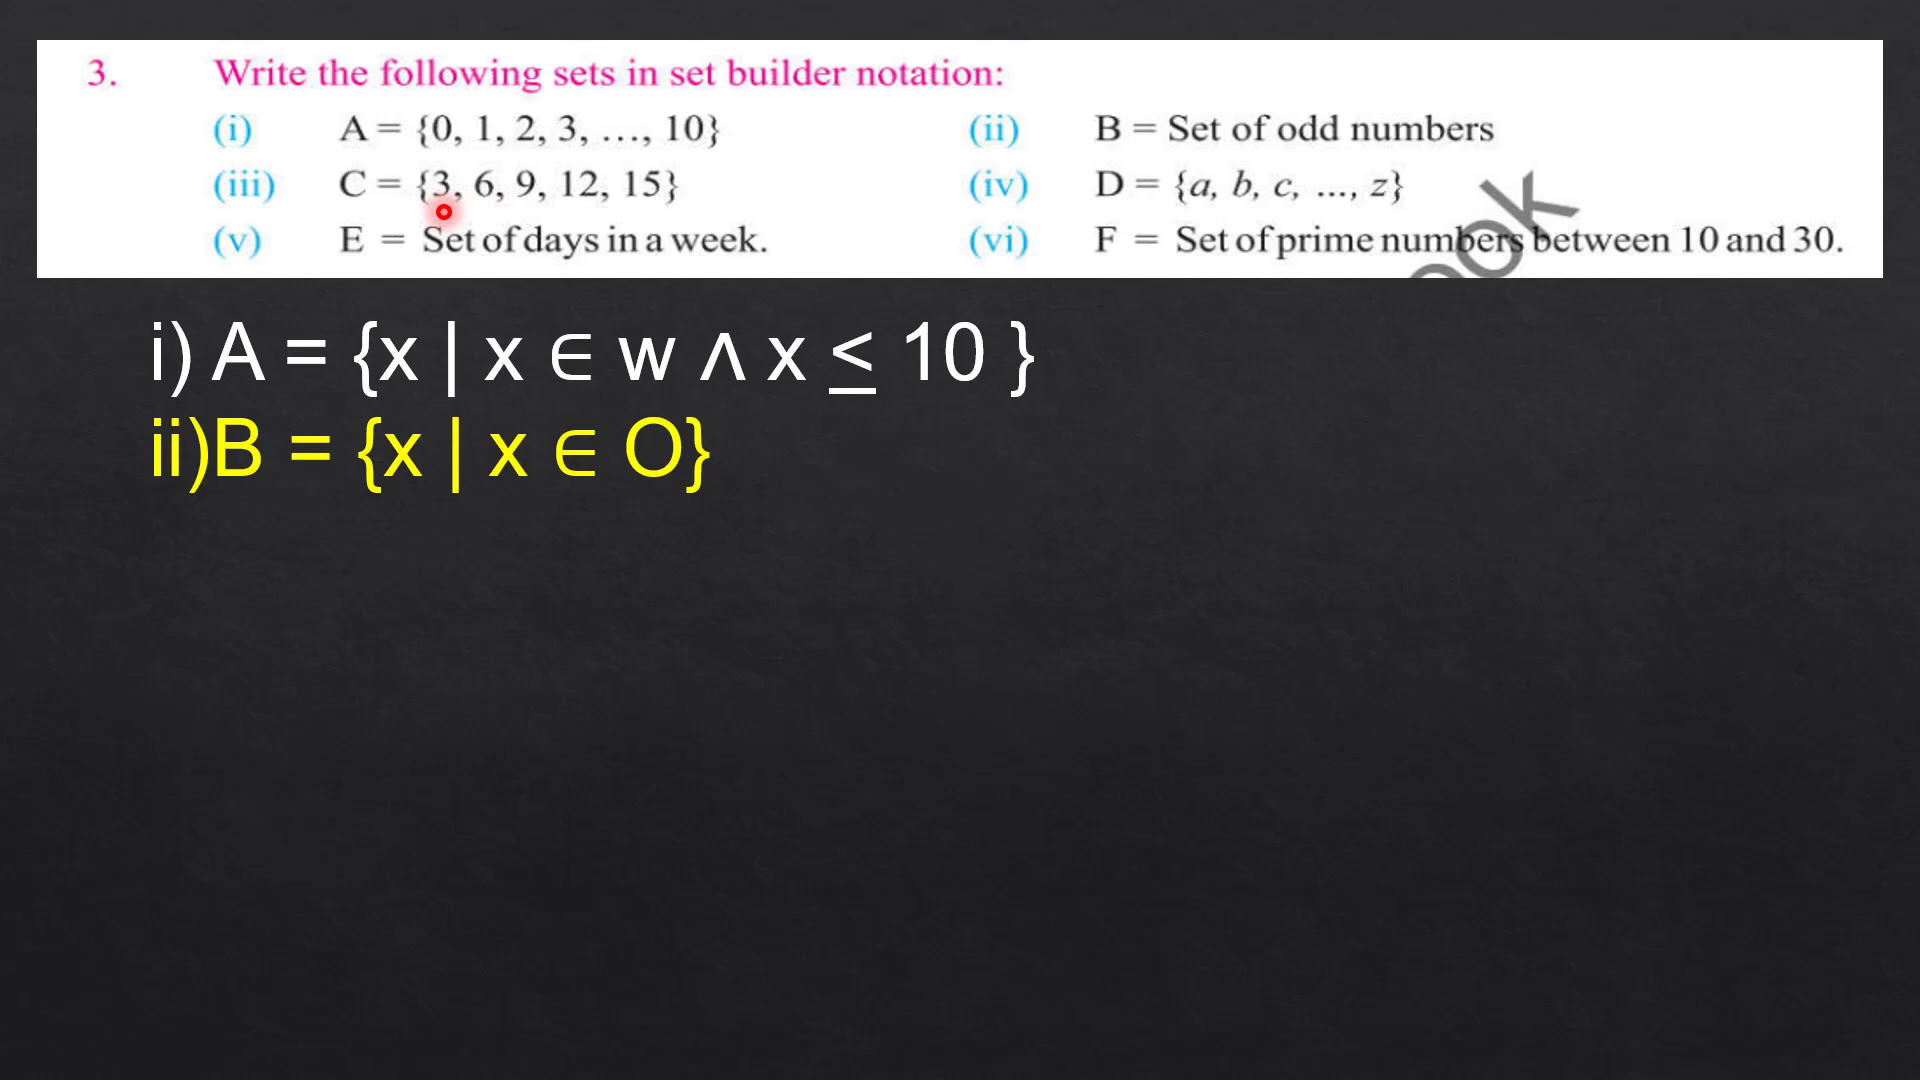 3. Write the following sets in set builder notation:
(i) A = {0, 1, 2, 3, ..., 10} (ii) B = Set of odd numbers
(iii) C = {3, 6, 9, 12, 15} (iv) D = {a, b, c, ..., z}
(v) E = Set of days in a week. (vi) F = Set of prime numbers between 10 and 30.
i) A = {x | x ∈ w ∧ x ≤ 10 }
ii)B = {x | x ∈ O}